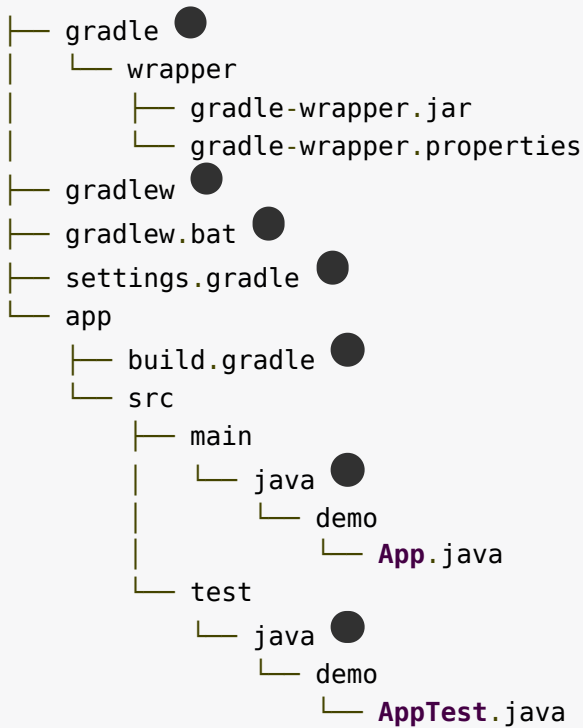 ├── gradle
│   └── wrapper
│       ├── gradle-wrapper.jar
│       └── gradle-wrapper.properties
├── gradlew
├── gradlew.bat
├── settings.gradle
└── app
    ├── build.gradle
    └── src
        ├── main
        │   └── java
        │       └── demo
        │           └── App.java
        └── test
            └── java
                └── demo
                    └── AppTest.java